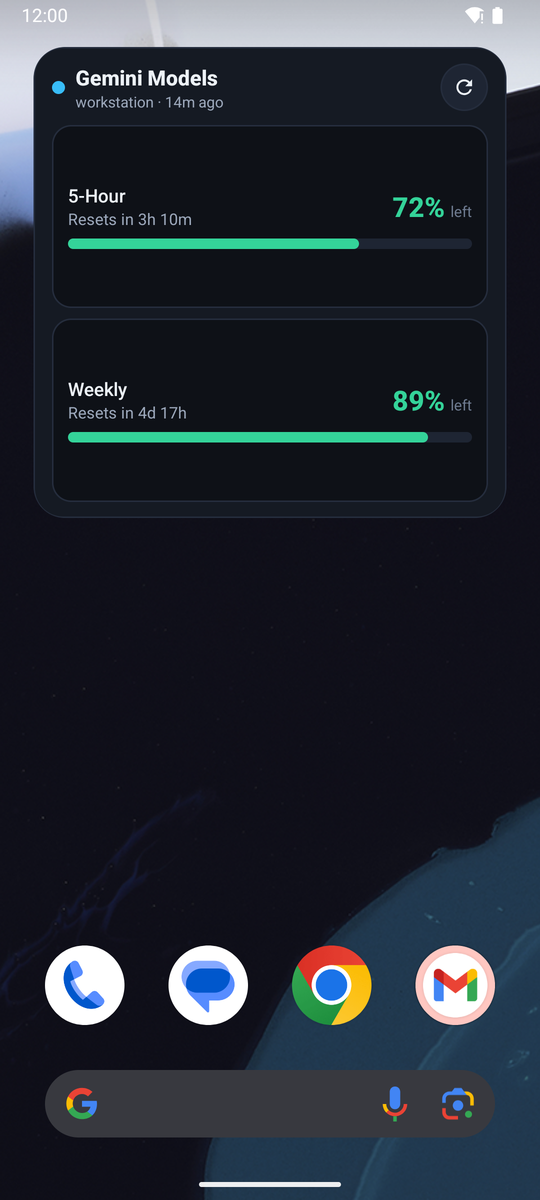 12:00
Gemini Models
workstation · 14m ago
5-Hour
Resets in 3h 10m
72% left
Weekly
Resets in 4d 17h
89% left